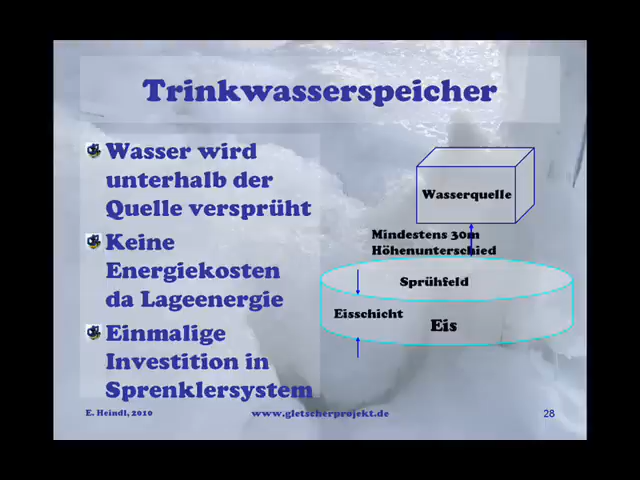 Trinkwasserspeicher
Wasser wird
unterhalb der
Quelle versprüht
Keine
Energiekosten
da Lageenergie
Einmalige
Investition in
Sprenklersystem
Wasserquelle
Mindestens 30m
Höhenunterschied
Sprühfeld
Eisschicht
Eis
E. Heindl, 2010
www.gletscherprojekt.de
28